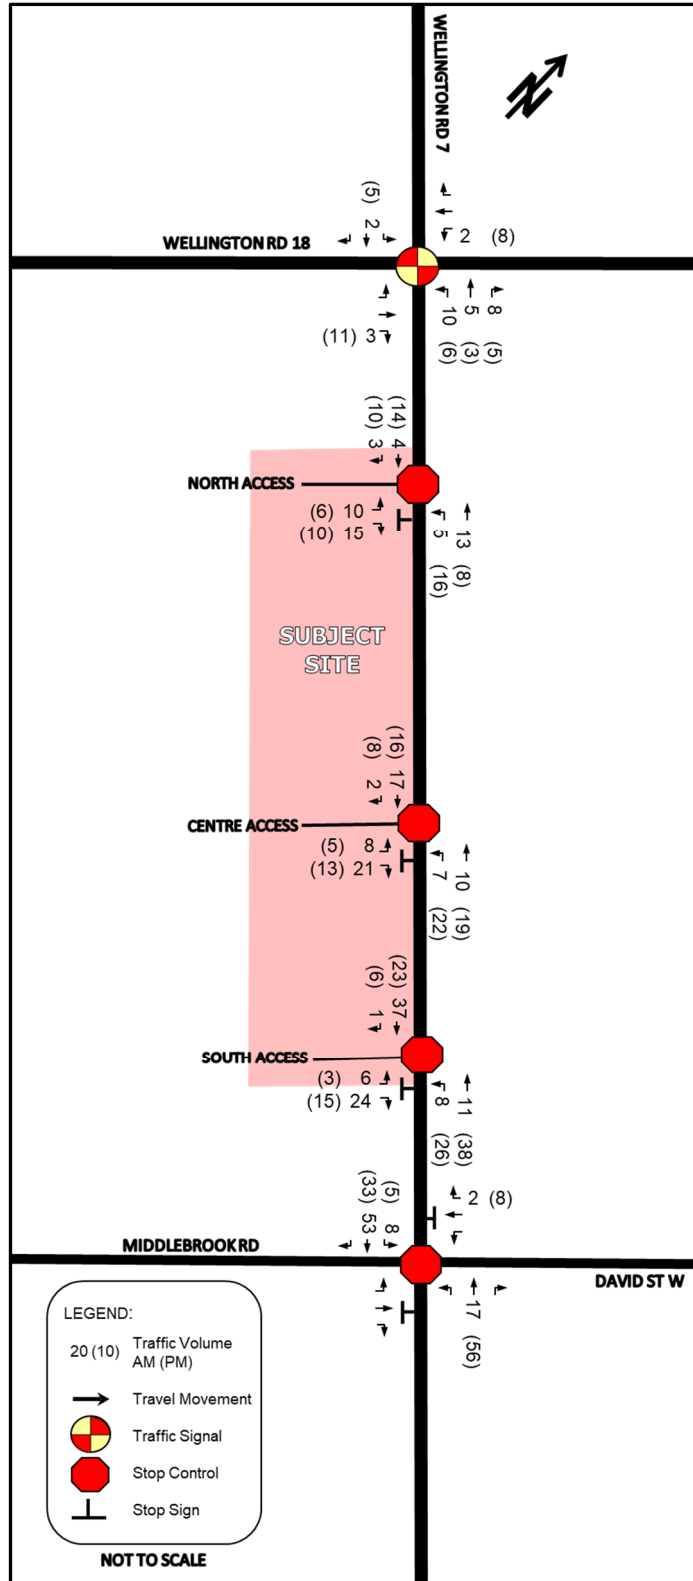 WELLINGTON RD 7
N
(5) 2
2 (8)
WELLINGTON RD 18
(11) 3
10 (6)
5 (3)
8 (5)
(14) 4
(10) 3
NORTH ACCESS
(6) 10
(10) 15
13 (8)
5 (16)
SUBJECT
SITE
(16) 17
(8) 2
CENTRE ACCESS
(5) 8
(13) 21
10 (19)
7 (22)
(23) 37
(6) 1
SOUTH ACCESS
(3) 6
(15) 24
11 (38)
8 (26)
(5) 8
(33) 53
2 (8)
MIDDLEBROOK RD
DAVID ST W
17 (56)
LEGEND:
20 (10) Traffic Volume
AM (PM)
Travel Movement
Traffic Signal
Stop Control
Stop Sign
NOT TO SCALE